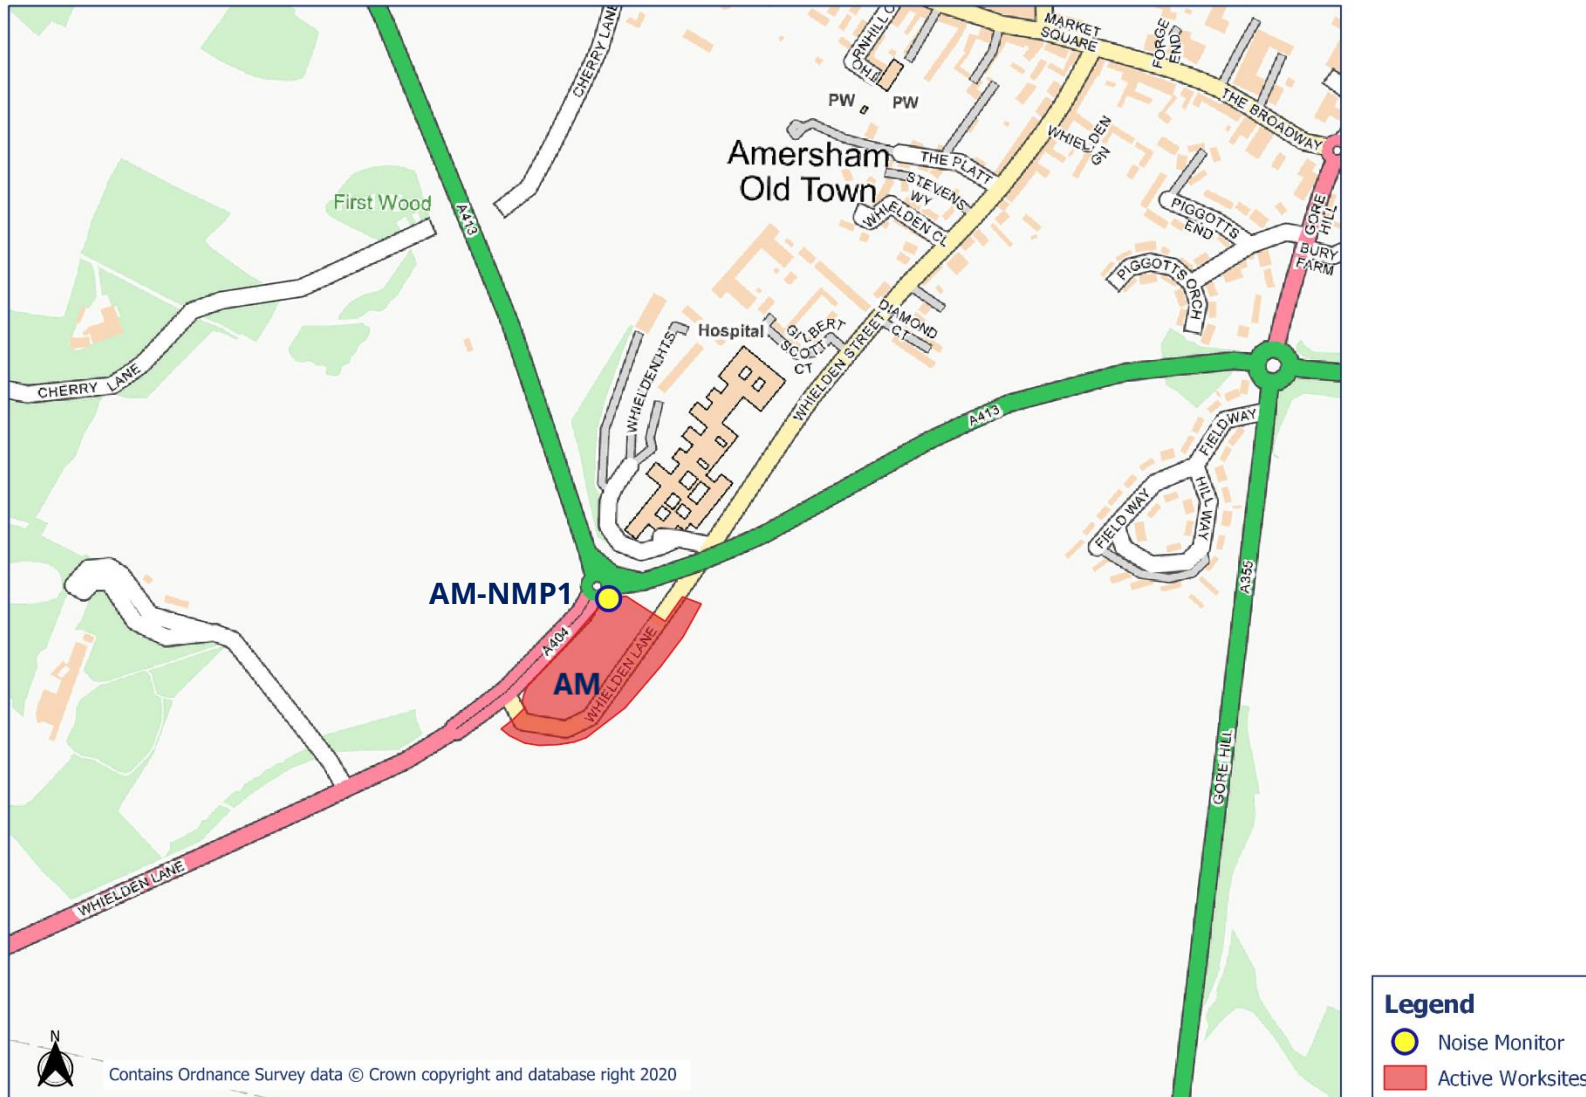 MARKET
SQUARE
FORGE
END
CHERRY LANE
PW
PW
THE BROADWAY
WHIELDEN
GN
Amersham
Old Town
THE PLATT
STEVENS
WY
WHIELDEN CL
First Wood
A413
PIGGOTTS
END
GORE
HILL
BURY
FARM
PIGGOTTS ORCH
DIAMOND
CT
Hospital
GILBERT
SCOTT
CT
WHIELDEN HTS
WHIELDEN STREET
CHERRY LANE
A413
FIELDWAY
FIELD WAY
HILL WAY
A355
AM-NMP1
A404
AM
WHIELDEN LANE
GORE HILL
WHIELDEN LANE
N
Contains Ordnance Survey data © Crown copyright and database right 2020
Legend
Noise Monitor
Active Worksites